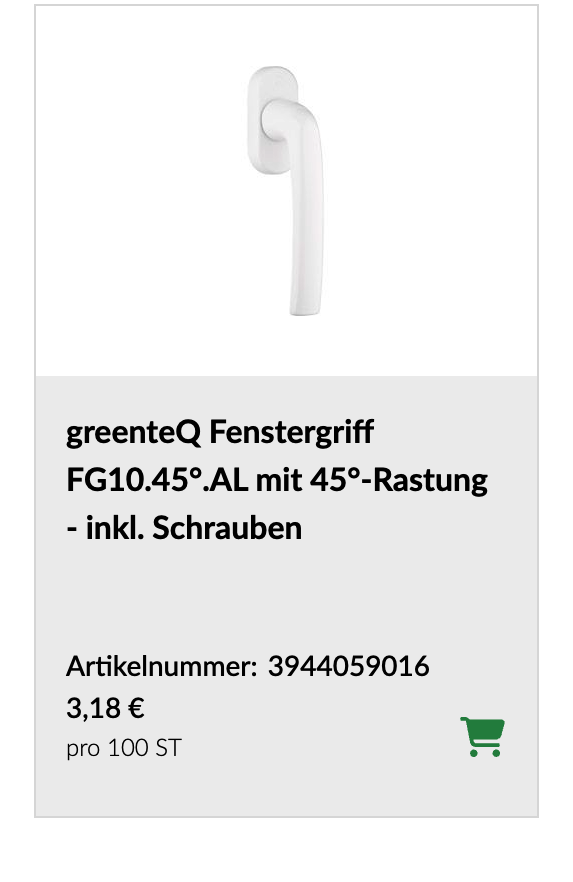 greenteQ Fenstergriff
FG10.45°.AL mit 45°-Rastung
- inkl. Schrauben
Artikelnummer: 3944059016
3,18 €
pro 100 ST